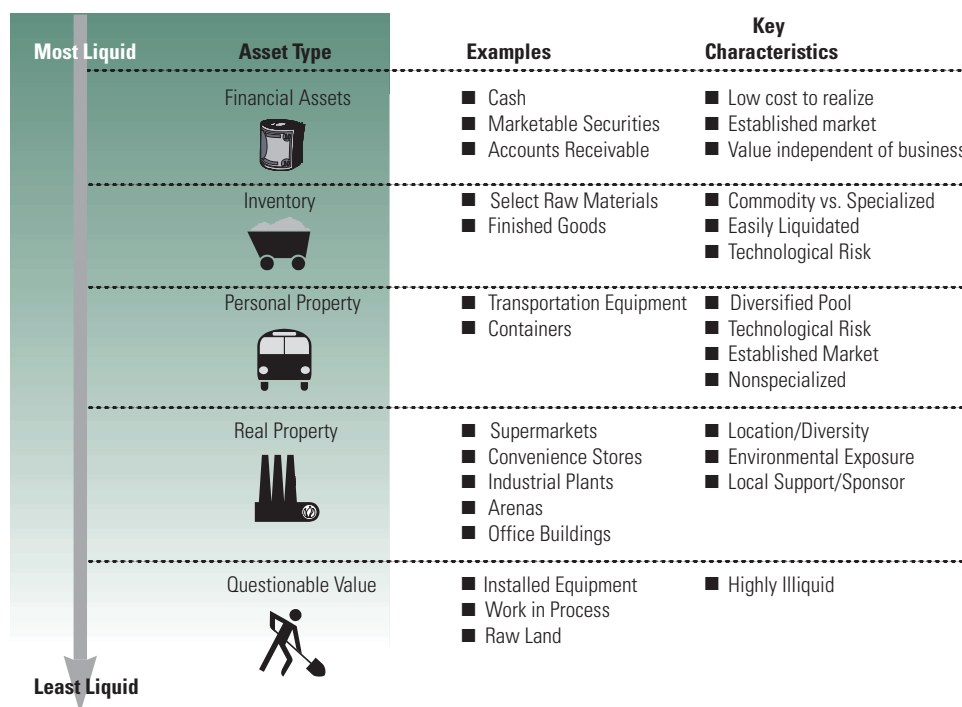 Key
Most Liquid Asset Type Examples Characteristics
Financial Assets ■ Cash ■ Low cost to realize
■ Marketable Securities ■ Established market
■ Accounts Receivable ■ Value independent of business
Inventory ■ Select Raw Materials ■ Commodity vs. Specialized
■ Finished Goods ■ Easily Liquidated
■ Technological Risk
Personal Property ■ Transportation Equipment ■ Diversified Pool
■ Containers ■ Technological Risk
■ Established Market
■ Nonspecialized
Real Property ■ Supermarkets ■ Location/Diversity
■ Convenience Stores ■ Environmental Exposure
■ Industrial Plants ■ Local Support/Sponsor
■ Arenas
■ Office Buildings
Questionable Value ■ Installed Equipment ■ Highly Illiquid
■ Work in Process
■ Raw Land
Least Liquid